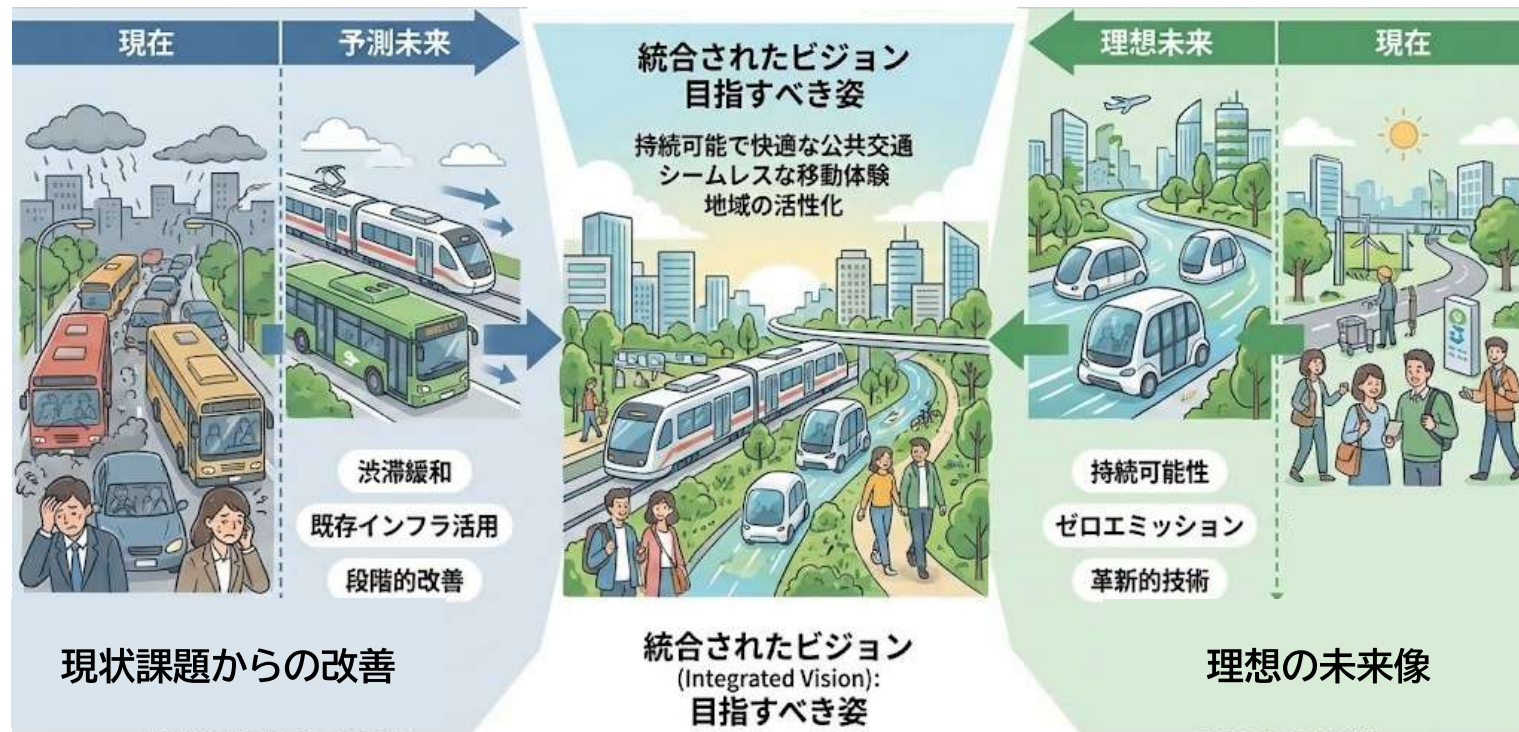 現在
予測未来
渋滞緩和
既存インフラ活用
段階的改善
現状課題からの改善
統合されたビジョン
目指すべき姿
持続可能で快適な公共交通
シームレスな移動体験
地域の活性化
統合されたビジョン
(Integrated Vision):
目指すべき姿
理想未来
現在
持続可能性
ゼロエミッション
革新的技術
理想の未来像